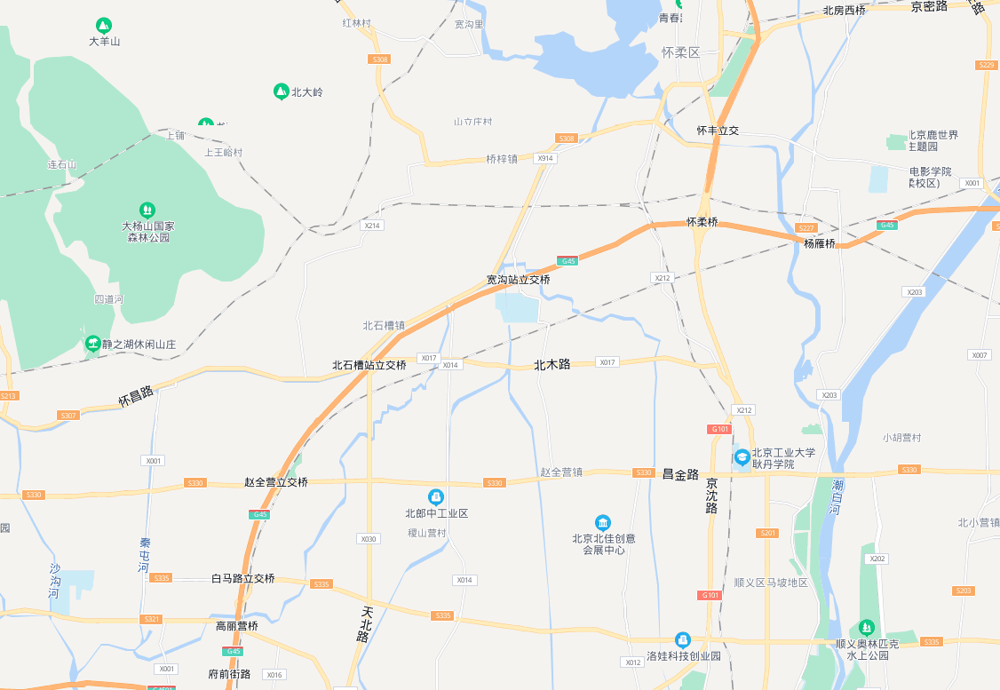 北房西桥
京密路
红林村
宽沟里
青春
大羊山
怀柔区
S308
S229
北大岭
山立庄村
怀丰立交
上铺
S308
北京鹿世界
主题园
上王峪村
连石山
桥梓镇
X914
电影学院
X001
大杨山国家
森林公园
X214
怀柔桥
S227
G45
杨雁桥
G45
宽沟站立交桥
X212
X203
四道河
北石槽镇
静之湖休闲山庄
X017
X014
X017
X007
北石槽站立交桥
北木路
怀昌路
S213
S307
X203
X212
G101
小胡营村
X001
北京工业大学
耿丹学院
赵全营镇
S330
昌金路
S330
赵全营立交桥
S330
S330
S330
京沈路
潮白河
G45
北郎中工业区
北京北佳创意
会展中心
北小营镇
园
稷山营村
X030
S201
秦屯河
沙沟河
X202
S335
白马路立交桥
S335
X014
顺义区马坡地区
S203
G101
S321
高丽营桥
天北路
S335
顺义奥林匹克
水上公园
S335
洛娃科技创业园
G45
X001
府前街路
X016
X012